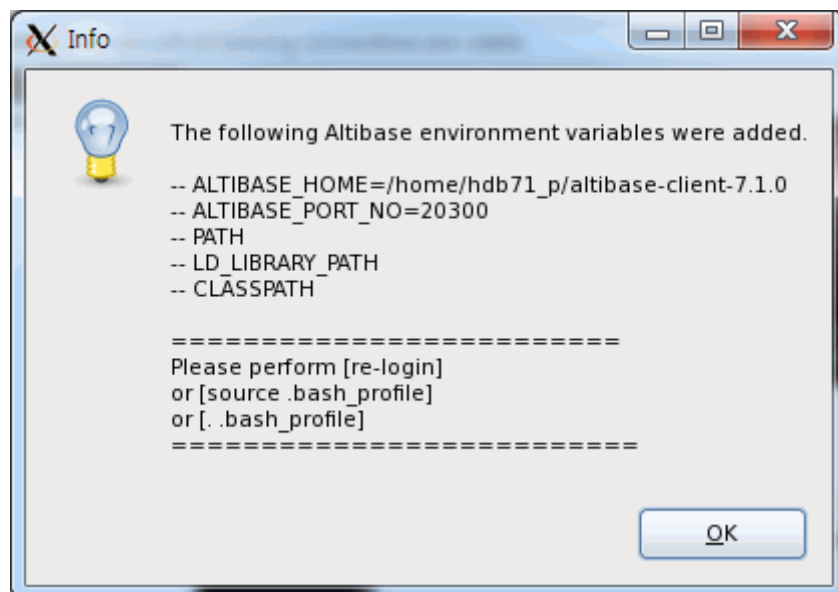 Info
The following Altibase environment variables were added.
-- ALTIBASE_HOME=/home/hdb71_p/altibase-client-7.1.0
-- ALTIBASE_PORT_NO=20300
-- PATH
-- LD_LIBRARY_PATH
-- CLASSPATH
=========================
Please perform [re-login]
or [source .bash_profile]
or [. .bash_profile]
==========================
OK